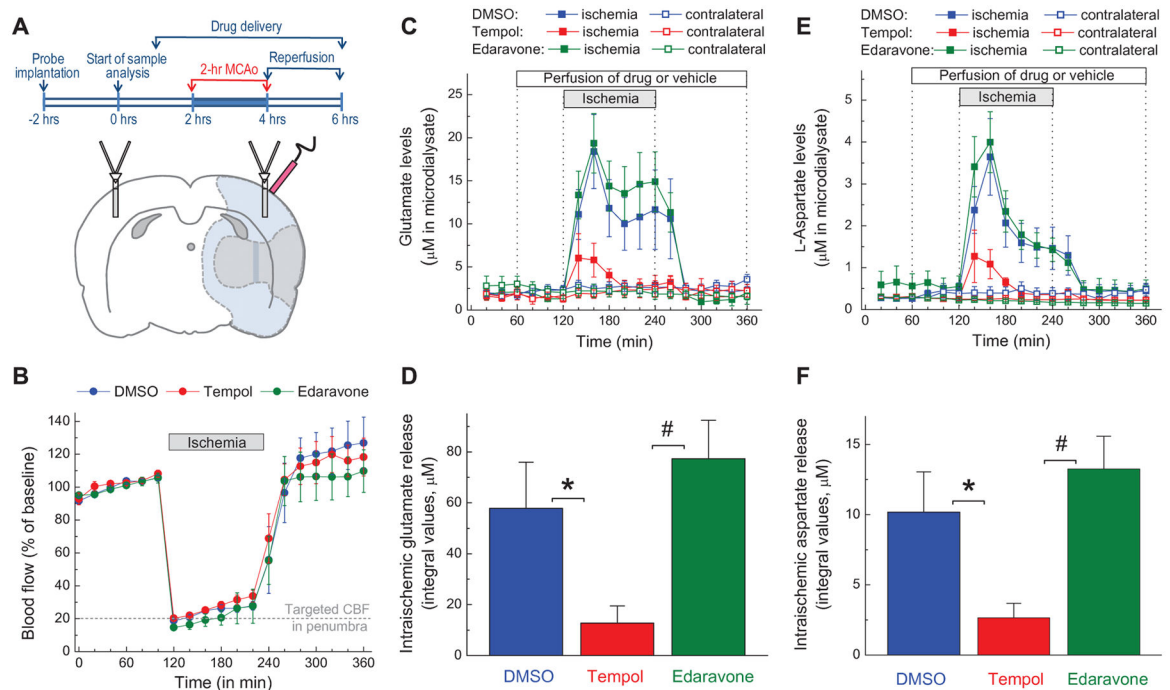 A
Drug delivery
Probe
implantation
Start of sample
analysis
2-hr MCAo
Reperfusion
-2 hrs
0 hrs
2 hrs
4 hrs
6 hrs
B
DMSO
Tempol
Edaravone
Ischemia
Blood flow (% of baseline)
140
120
100
80
60
40
20
0
Targeted CBF
in penumbra
0
60
120
180
240
300
360
Time (in min)
C
DMSO:
ischemia
contralateral
Tempol:
ischemia
contralateral
Edaravone:
ischemia
contralateral
Perfusion of drug or vehicle
Ischemia
Glutamate levels
(µM in microdialysate)
25
20
15
10
5
0
0
60
120
180
240
300
360
Time (min)
D
Intraischemic glutamate release
(integral values, µM)
80
60
40
20
0
*
#
DMSO
Tempol
Edaravone
E
DMSO:
ischemia
contralateral
Tempol:
ischemia
contralateral
Edaravone:
ischemia
contralateral
Perfusion of drug or vehicle
Ischemia
L-Aspartate levels
(µM in microdialysate)
5
4
3
2
1
0
0
60
120
180
240
300
360
Time (min)
F
Intraischemic aspartate release
(integral values, µM)
15
10
5
0
*
#
DMSO
Tempol
Edaravone